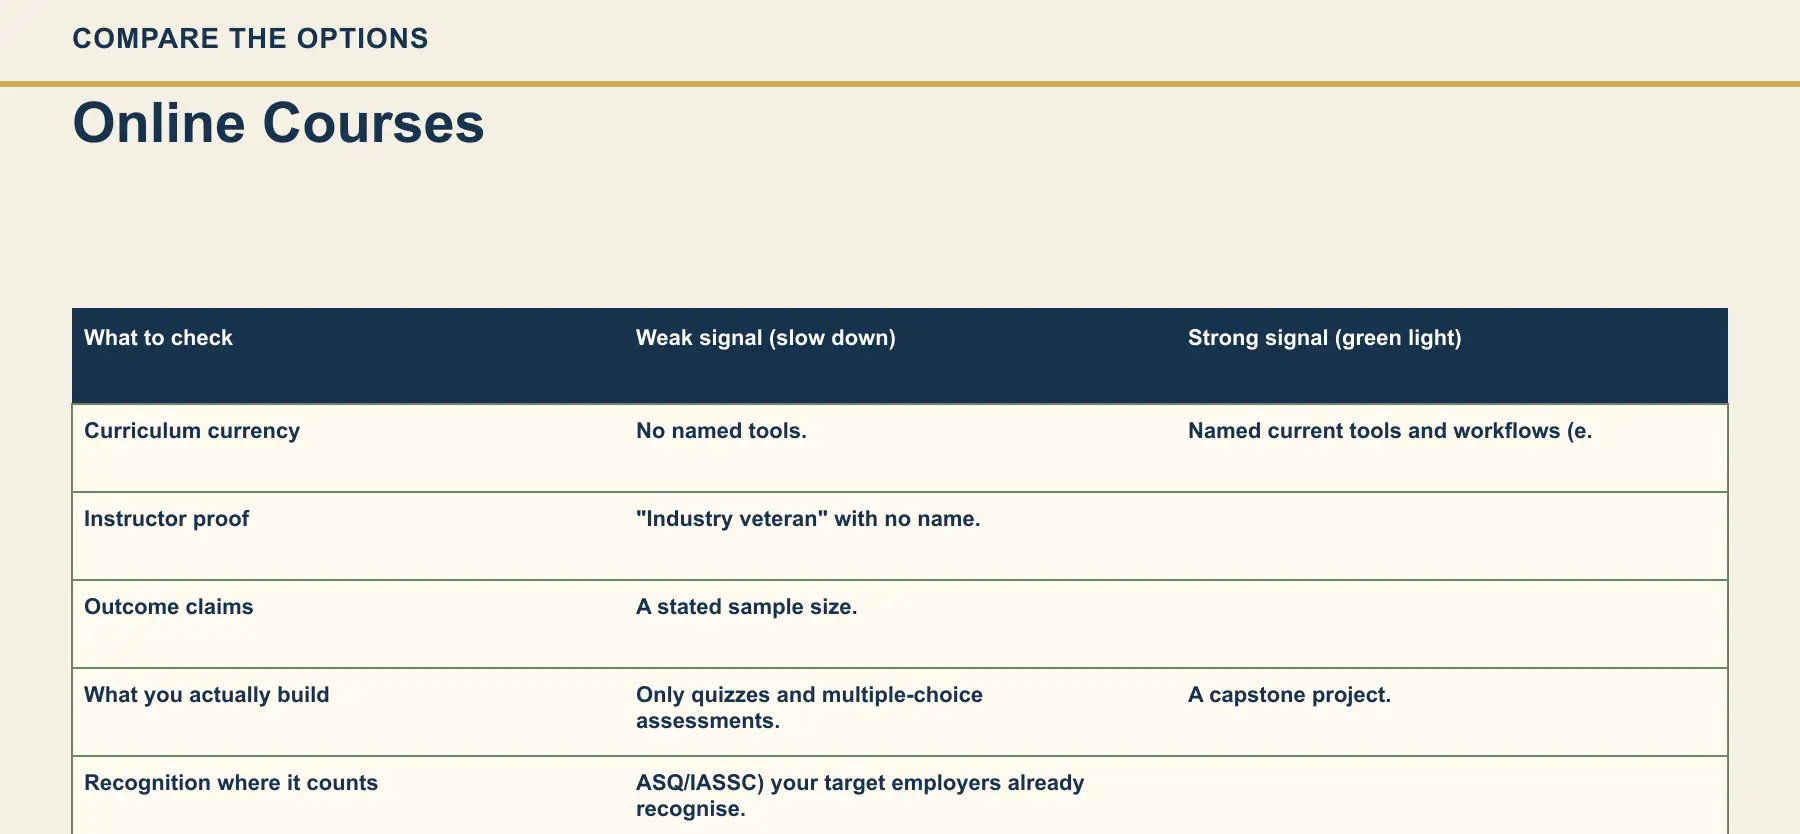 COMPARE THE OPTIONS
Online Courses
What to check
Weak signal (slow down)
Strong signal (green light)
Curriculum currency
No named tools.
Named current tools and workflows (e.
Instructor proof
"Industry veteran" with no name.
Outcome claims
A stated sample size.
What you actually build
Only quizzes and multiple-choice
assessments.
A capstone project.
Recognition where it counts
ASQ/IASSC) your target employers already
recognise.